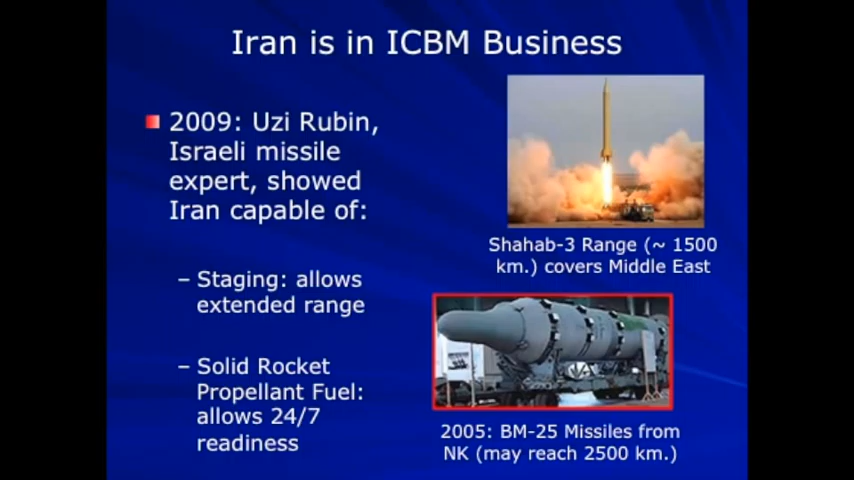 Iran is in ICBM Business
2009: Uzi Rubin,
Israeli missile
expert, showed
Iran capable of:
– Staging: allows
extended range
– Solid Rocket
Propellant Fuel:
allows 24/7
readiness
Shahab-3 Range (~ 1500
km.) covers Middle East
2005: BM-25 Missiles from
NK (may reach 2500 km.)